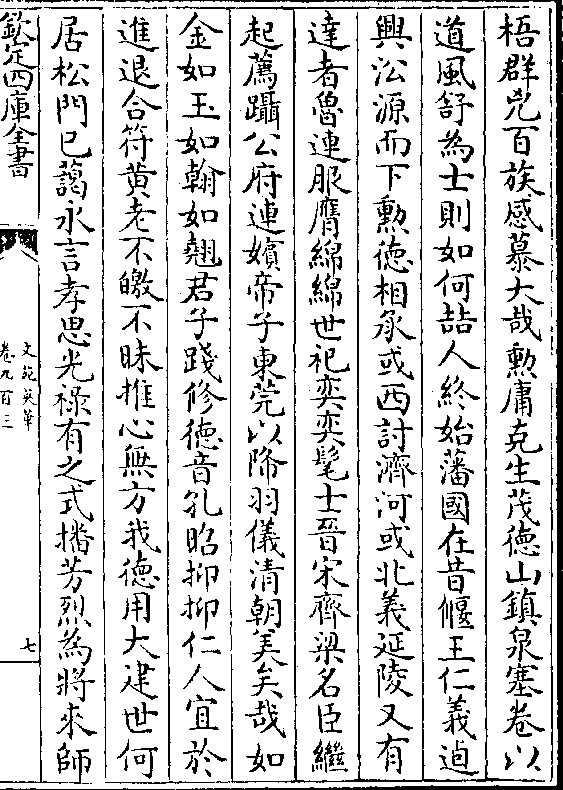 梧群兇百族感慕大哉勲庸克生茂德山鎮泉塞卷以
道風舒為士則如何喆人終始藩國在昔偃王仁義逌
興㳂源而下勲徳相承或西討濟河或北義延陵又有
達者魯連服膺綿綿世祀奕奕髦士晉宋齊梁名臣繼
起薦躡公府連嬪帝子東莞以降羽儀清朝美矣哉如
金如玉如翰如翹君子踐修徳音孔昭抑抑仁人宜於
進退合符黄老不皦不昧推心無方我徳用大建世何
居松門已藹永言孝思光祿有之式播芳烈為將來師
欽定四庫全書
文苑英華
卷九百三
七